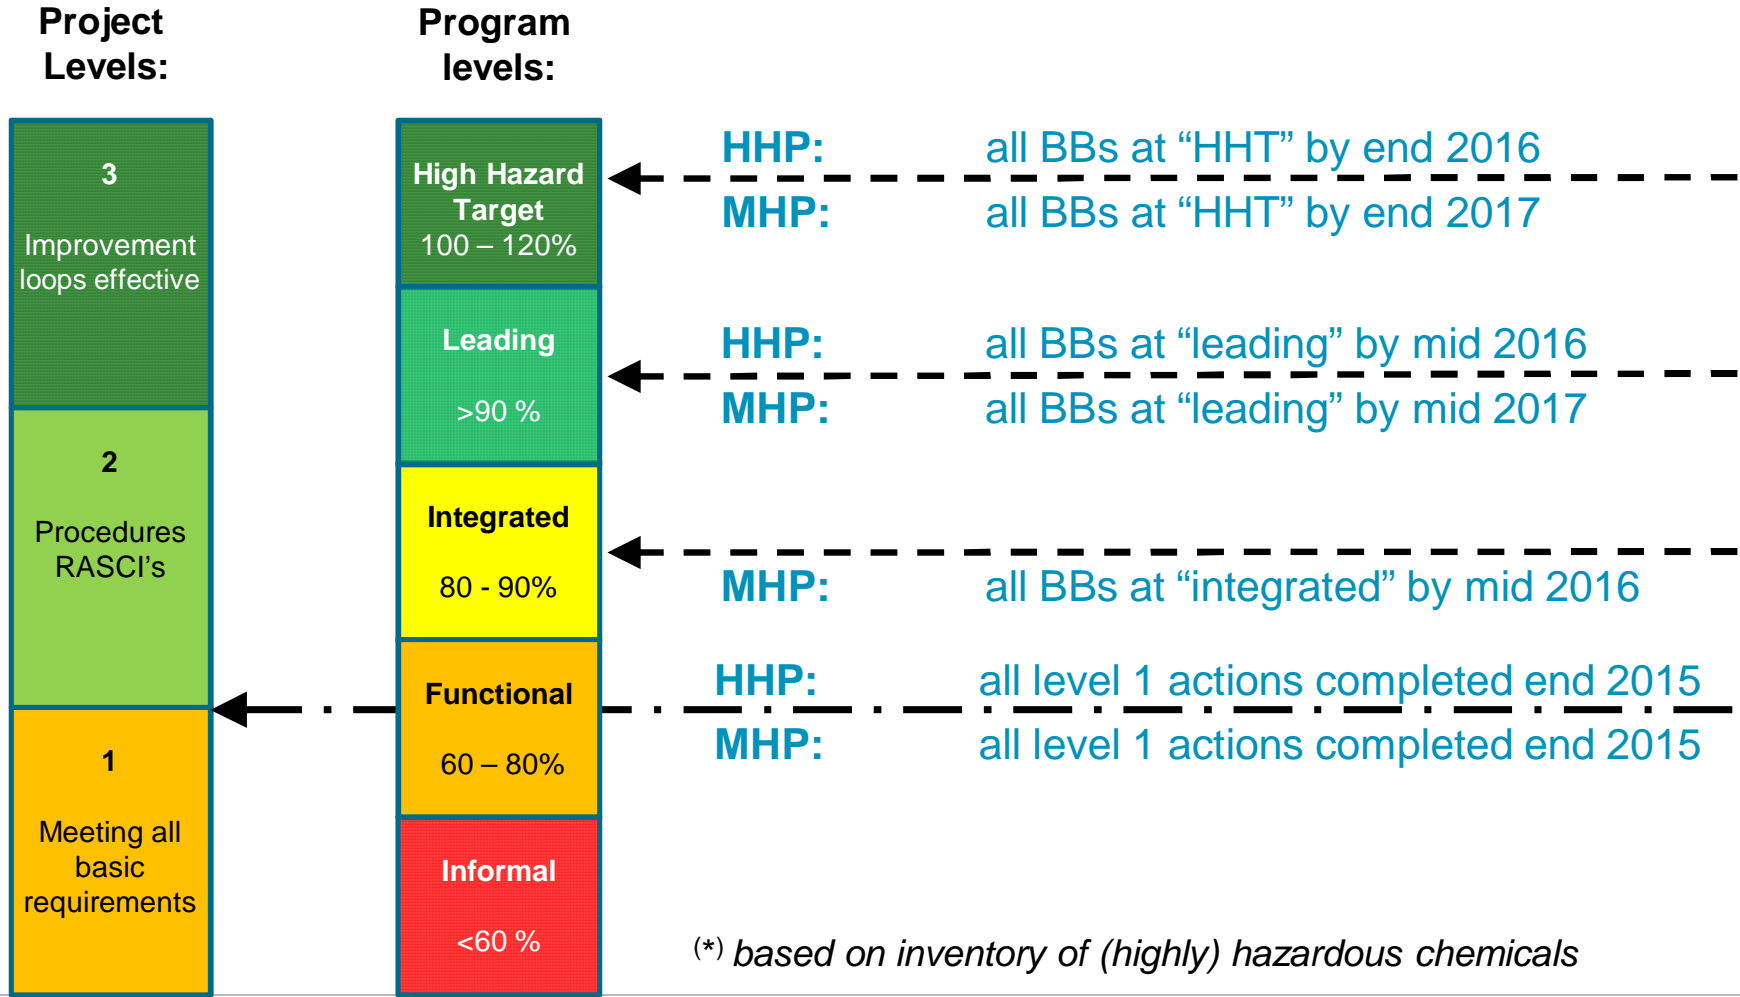 Project
Levels:
Program
levels:
3
Improvement
loops effective
2
Procedures
RASCI’s
1
Meeting all
basic
requirements
High Hazard
Target
100 – 120%
Leading
>90 %
Integrated
80 - 90%
Functional
60 – 80%
Informal
<60 %
HHP: all BBs at “HHT” by end 2016
MHP: all BBs at “HHT” by end 2017
HHP: all BBs at “leading” by mid 2016
MHP: all BBs at “leading” by mid 2017
MHP: all BBs at “integrated” by mid 2016
HHP: all level 1 actions completed end 2015
MHP: all level 1 actions completed end 2015
(*) based on inventory of (highly) hazardous chemicals